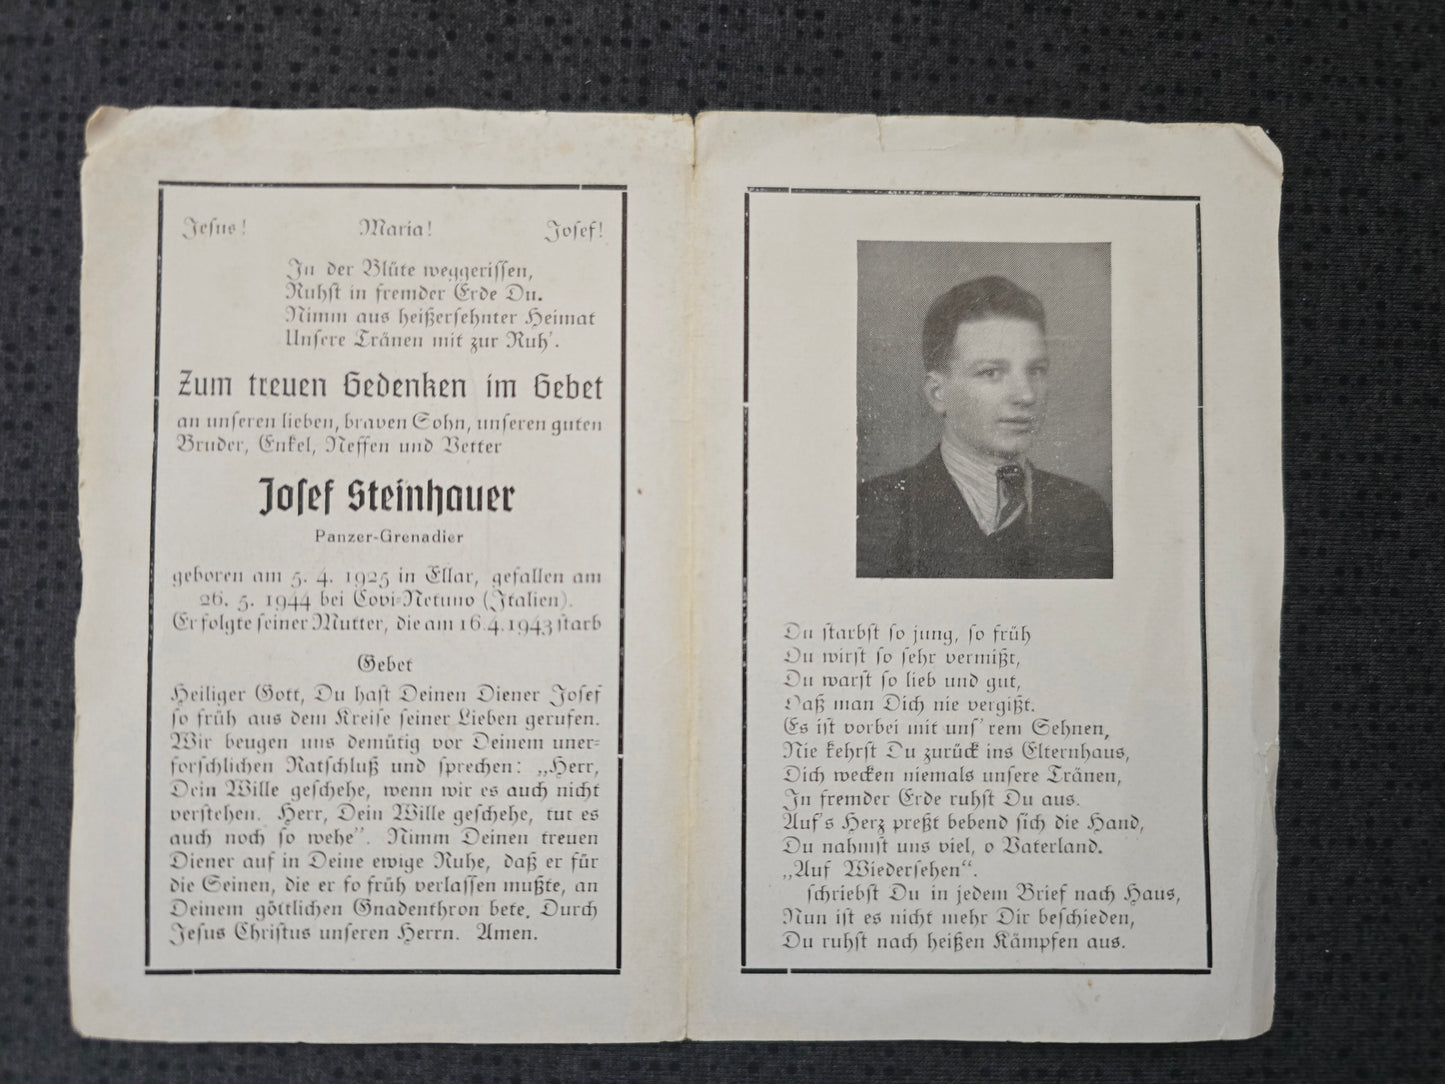 Jesus! Maria! Josef!
In der Blüte weggerissen,
Ruhst in fremder Erde Du.
Nimm aus heißersehnter Heimat
Unsere Tränen mit zur Ruh'.
Zum treuen Gedenken im Gebet
an unseren lieben, braven Sohn, unseren guten
Bruder, Enkel, Neffen und Vetter
Josef Steinhauer
Panzer-Grenadier
geboren am 5. 4. 1925 in Ellar, gefallen am
26. 5. 1944 bei Covi-Netuno (Italien).
Er folgte seiner Mutter, die am 16.4.1943 starb
Gebet
Heiliger Gott, Du hast Deinen Diener Josef
so früh aus dem Kreise seiner Lieben gerufen.
Wir beugen uns demütig vor Deinem uner-
forschlichen Ratschluß und sprechen: „Herr,
Dein Wille geschehe, wenn wir es auch nicht
verstehen. Herr, Dein Wille geschehe, tut es
auch noch so wehe”. Nimm Deinen treuen
Diener auf in Deine ewige Ruhe, daß er für
die Seinen, die er fo früh verlassen mußte, an
Deinem göttlichen Gnadenthron bete. Durch
Jesus Christus unseren Herrn. Amen.
Du starbst so jung, so früh
Du wirst so sehr vermißt,
Du warst so lieb und gut,
Daß man Dich nie vergißt.
Es ist vorbei mit uns' rem Sehnen,
Nie kehrst Du zurück ins Elternhaus,
Dich wecken niemals unsere Tränen,
In fremder Erde ruhst Du aus.
Auf's Herz preßt bebend sich die Hand,
Du nahmst uns viel, o Vaterland.
„Auf Wiedersehen“.
schriebst Du in jedem Brief nach Haus,
Nun ist es nicht mehr Dir beschieden,
Du ruhst nach heißen Kämpfen aus.